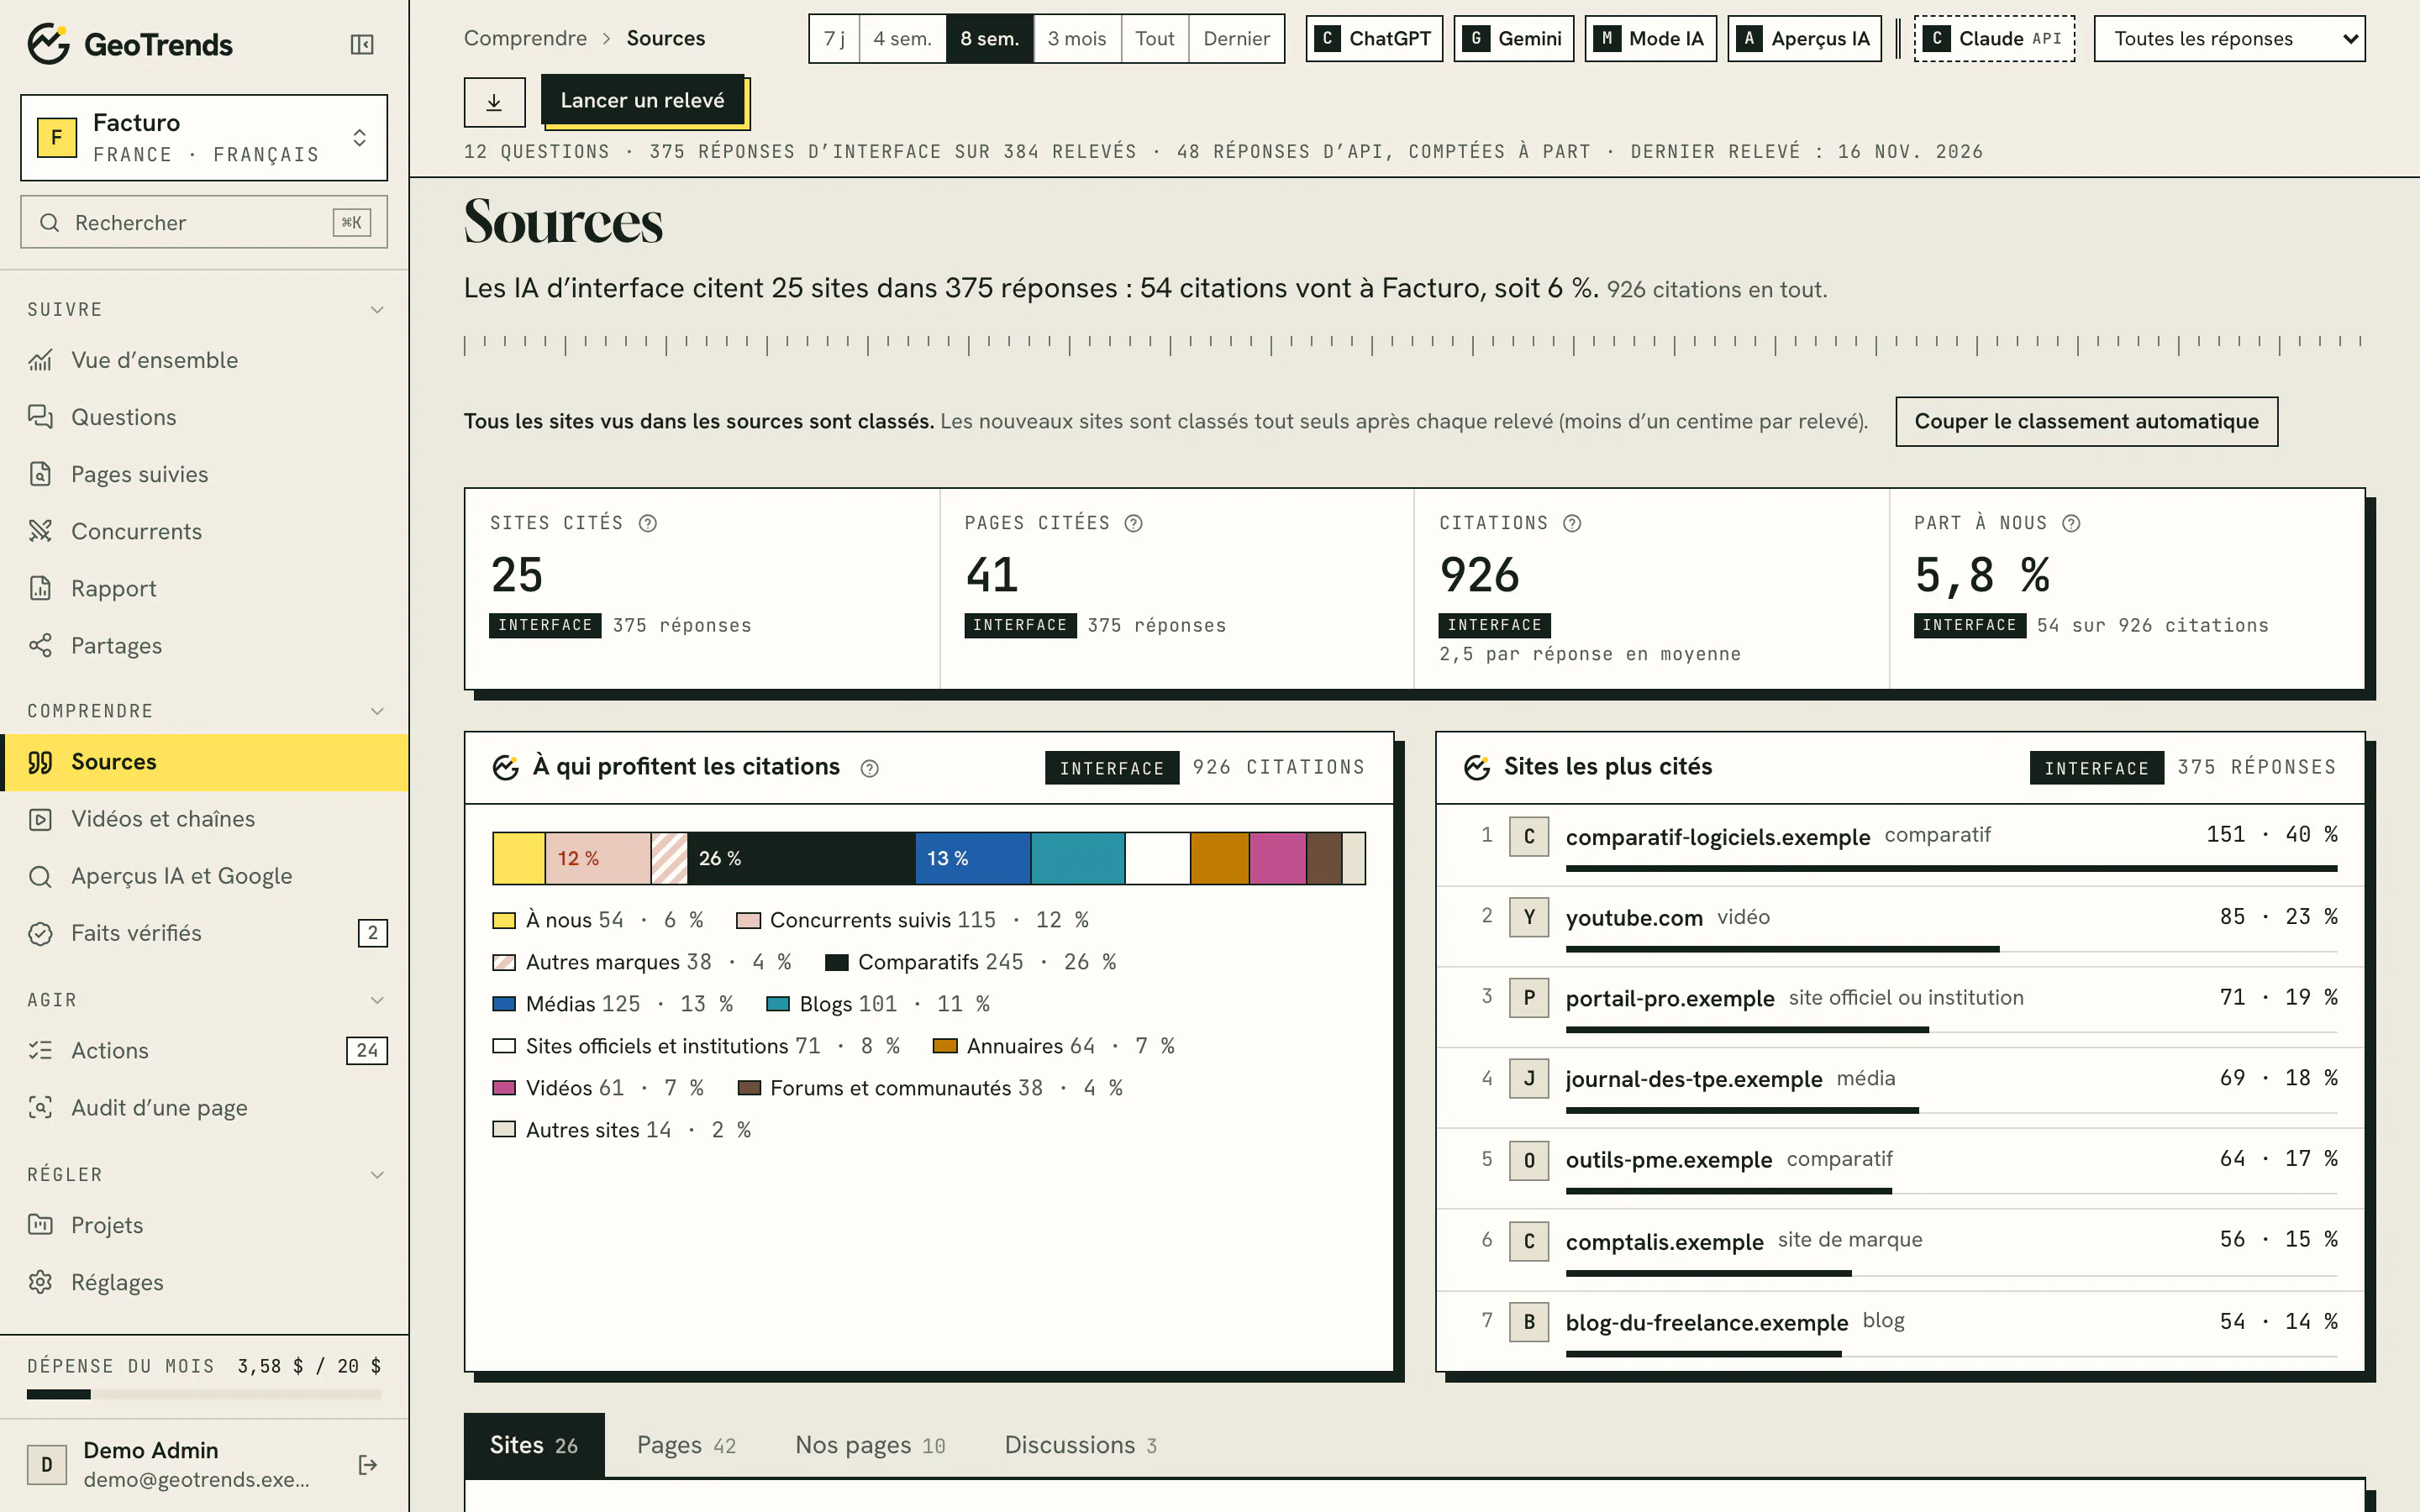 GeoTrends
F
Facturo
FRANCE · FRANÇAIS
Rechercher ⌘K
SUIVRE
Vue d’ensemble
Questions
Pages suivies
Concurrents
Rapport
Partages
COMPRENDRE
Sources
Vidéos et chaînes
Aperçus IA et Google
Faits vérifiés 2
AGIR
Actions 24
Audit d’une page
RÉGLER
Projets
Réglages
DÉPENSE DU MOIS 3,58 $ / 20 $
D
Demo Admin
demo@geotrends.exe...
Comprendre > Sources
7 j 4 sem. 8 sem. 3 mois Tout Dernier
C ChatGPT G Gemini M Mode IA A Aperçus IA C Claude API
Toutes les réponses
Lancer un relevé
12 QUESTIONS · 375 RÉPONSES D’INTERFACE SUR 384 RELEVÉS · 48 RÉPONSES D’API, COMPTÉES À PART · DERNIER RELEVÉ : 16 NOV. 2026
Sources
Les IA d’interface citent 25 sites dans 375 réponses : 54 citations vont à Facturo, soit 6 %. 926 citations en tout.
Tous les sites vus dans les sources sont classés. Les nouveaux sites sont classés tout seuls après chaque relevé (moins d’un centime par relevé).
Couper le classement automatique
SITES CITÉS ?
25
INTERFACE 375 réponses
PAGES CITÉES ?
41
INTERFACE 375 réponses
CITATIONS ?
926
INTERFACE
2,5 par réponse en moyenne
PART À NOUS ?
5,8 %
INTERFACE 54 sur 926 citations
À qui profitent les citations ? INTERFACE 926 CITATIONS
12 % 26 % 13 %
À nous 54 · 6 % Concurrents suivis 115 · 12 %
Autres marques 38 · 4 % Comparatifs 245 · 26 %
Médias 125 · 13 % Blogs 101 · 11 %
Sites officiels et institutions 71 · 8 % Annuaires 64 · 7 %
Vidéos 61 · 7 % Forums et communautés 38 · 4 %
Autres sites 14 · 2 %
Sites les plus cités INTERFACE 375 RÉPONSES
1 C comparatif-logiciels.exemple comparatif 151 · 40 %
2 Y youtube.com vidéo 85 · 23 %
3 P portail-pro.exemple site officiel ou institution 71 · 19 %
4 J journal-des-tpe.exemple média 69 · 18 %
5 O outils-pme.exemple comparatif 64 · 17 %
6 C comptalis.exemple site de marque 56 · 15 %
7 B blog-du-freelance.exemple blog 54 · 14 %
Sites 26 Pages 42 Nos pages 10 Discussions 3